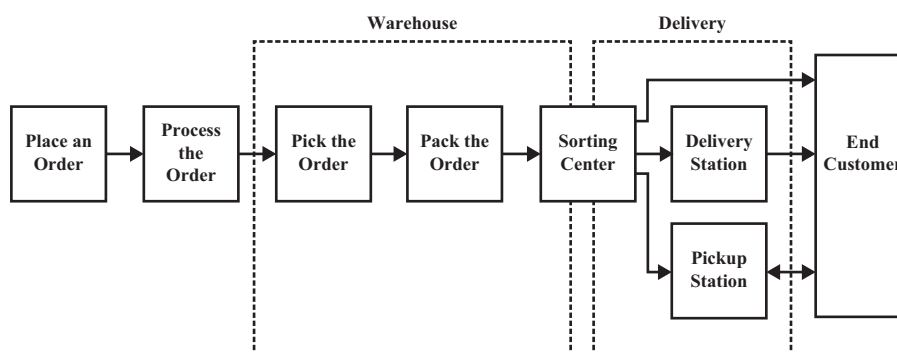 Warehouse
Delivery
Place an
Order
Process
the
Order
Pick the
Order
Pack the
Order
Sorting
Center
Delivery
Station
Pickup
Station
End
Customer